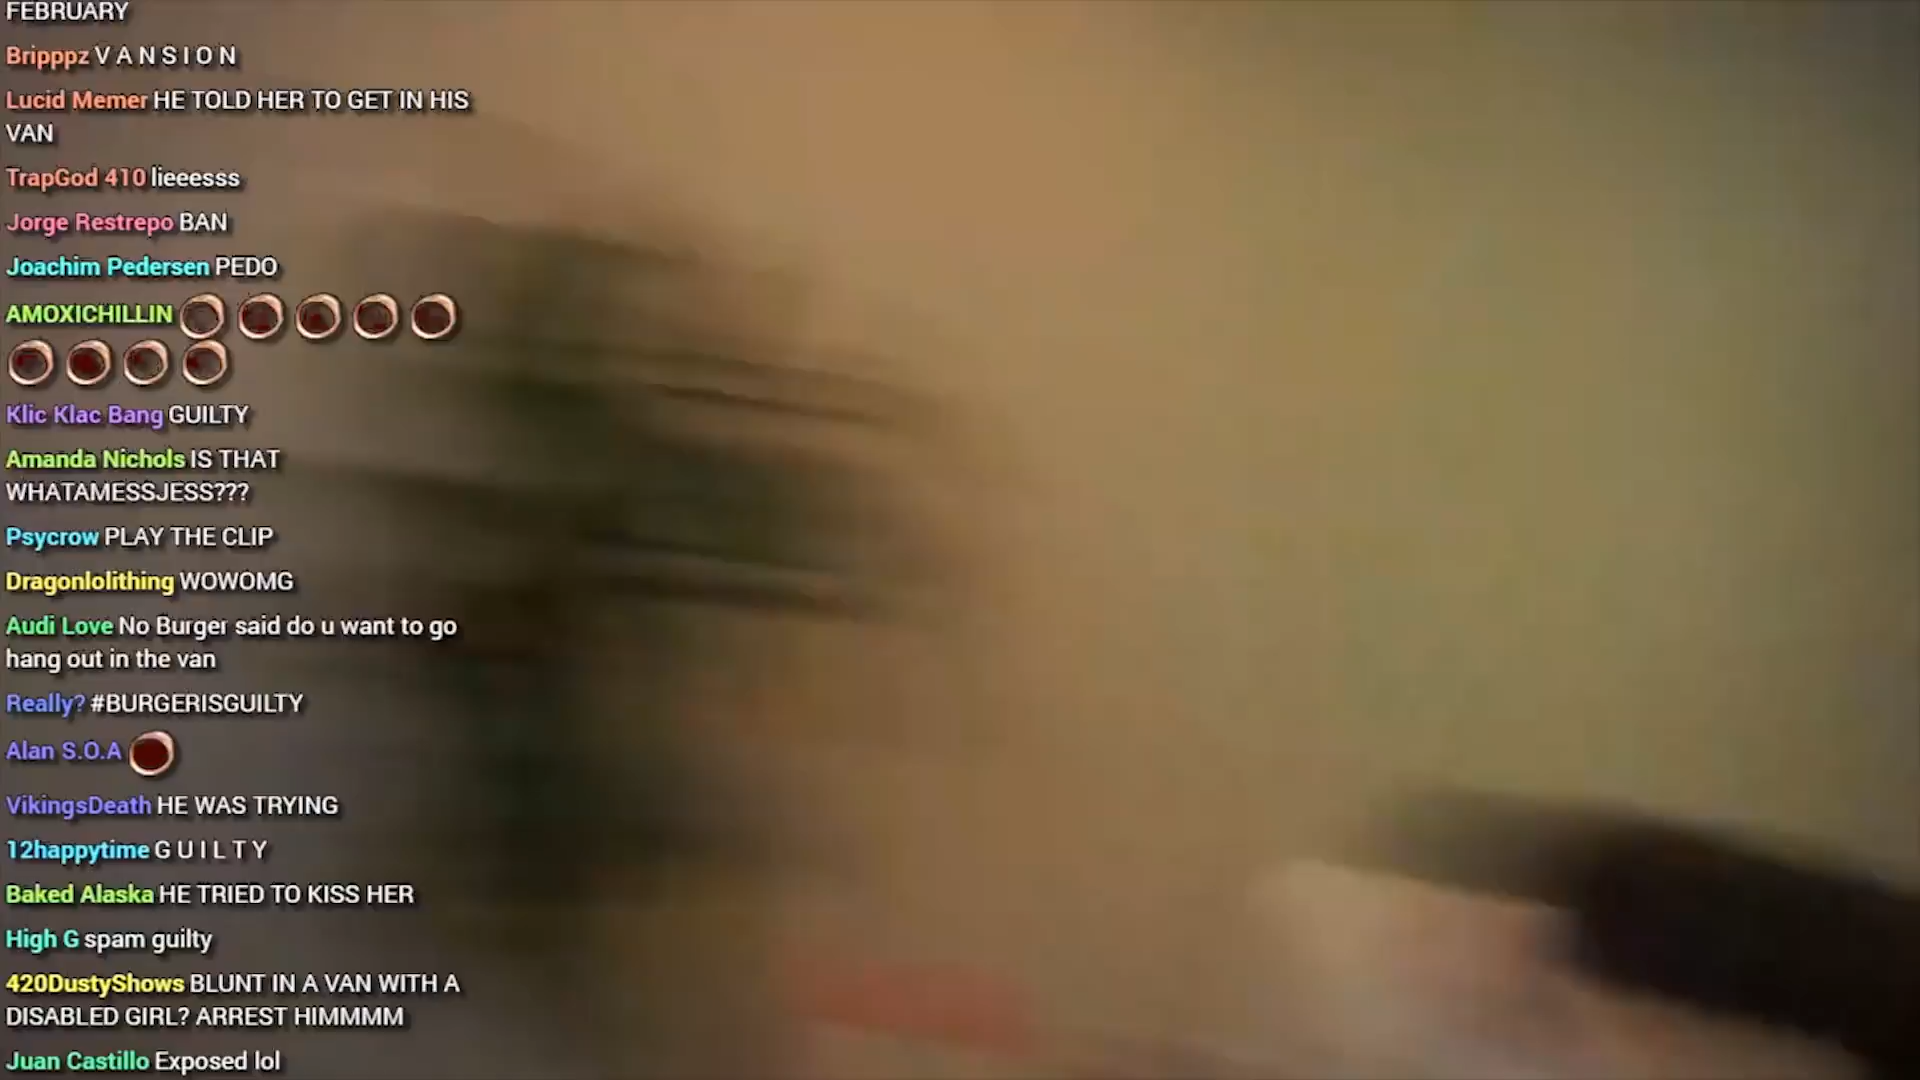 FEBRUARY
Bripppz V A N S I O N
Lucid Memer HE TOLD HER TO GET IN HIS
VAN
TrapGod 410 lieeesss
Jorge Restrepo BAN
Joachim Pedersen PEDO
AMOXICHILLIN
Klic Klac Bang GUILTY
Amanda Nichols IS THAT
WHATAMESSJESS???
Psycrow PLAY THE CLIP
Dragonlolithing WOWOMG
Audi Love No Burger said do u want to go
hang out in the van
Really? #BURGERISGUILTY
Alan S.O.A
VikingsDeath HE WAS TRYING
12happytime G U I L T Y
Baked Alaska HE TRIED TO KISS HER
High G spam guilty
420DustyShows BLUNT IN A VAN WITH A
DISABLED GIRL? ARREST HIMMMM
Juan Castillo Exposed lol